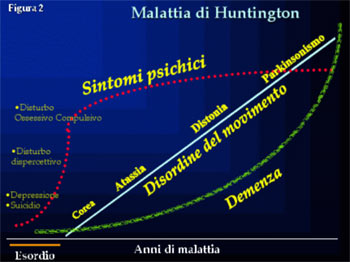 Figura 2
Malattia di Huntington
Sintomi psichici
Parkinsonismo
•Disturbo
Ossessivo Compulsivo
Distonia
Disordine del movimento
•Disturbo
dispercettivo
Atassia
Demenza
•Depressione
•Suicidio
Corea
Anni di malattia
Esordio